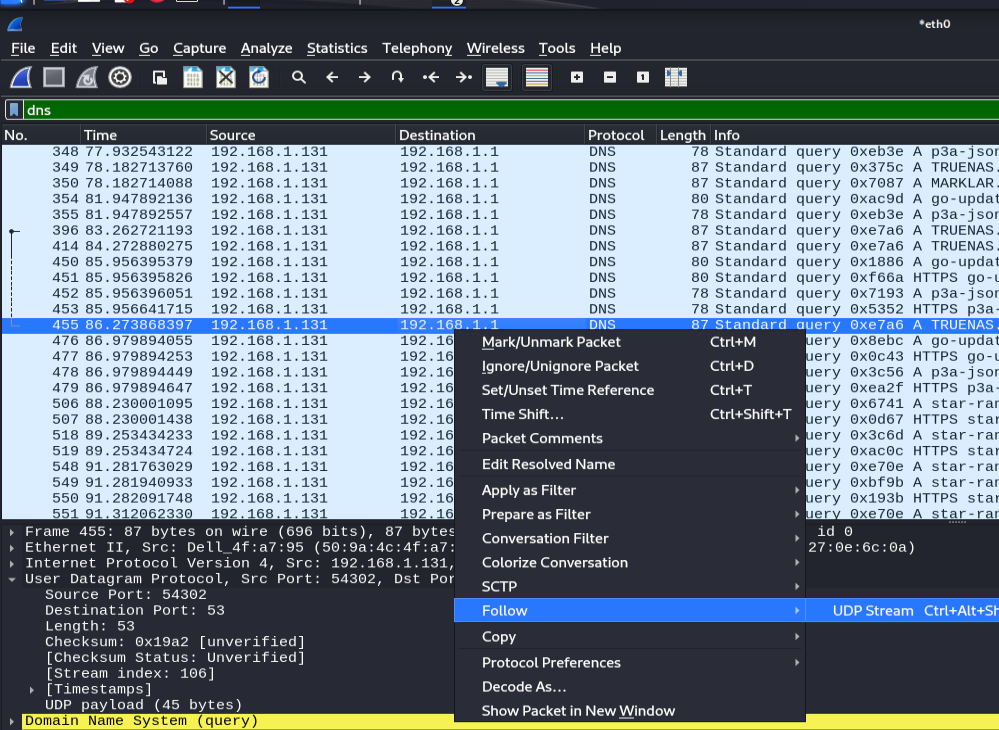 2
*eth0
File Edit View Go Capture Analyze Statistics Telephony Wireless Tools Help
dns
No. Time Source Destination Protocol Length Info
348 77.932543122 192.168.1.131 192.168.1.1 DNS 78 Standard query 0xeb3e A p3a-json
349 78.182713760 192.168.1.131 192.168.1.1 DNS 87 Standard query 0x375c A TRUENAS.
350 78.182714088 192.168.1.131 192.168.1.1 DNS 87 Standard query 0x7087 A MARKLAR.
354 81.947892136 192.168.1.131 192.168.1.1 DNS 80 Standard query 0xac9d A go-updat
355 81.947892557 192.168.1.131 192.168.1.1 DNS 78 Standard query 0xeb3e A p3a-json
396 83.262721193 192.168.1.131 192.168.1.1 DNS 87 Standard query 0xe7a6 A TRUENAS.
414 84.272880275 192.168.1.131 192.168.1.1 DNS 87 Standard query 0xe7a6 A TRUENAS.
450 85.956395379 192.168.1.131 192.168.1.1 DNS 80 Standard query 0x1886 A go-updat
451 85.956395826 192.168.1.131 192.168.1.1 DNS 80 Standard query 0xf66a HTTPS go-u
452 85.956396051 192.168.1.131 192.168.1.1 DNS 78 Standard query 0x7193 A p3a-json
453 85.956641715 192.168.1.131 192.168.1.1 DNS 78 Standard query 0x5352 HTTPS p3a-
455 86.273868397 192.168.1.131 192.168.1.1 DNS 87 Standard query 0xe7a6 A TRUENAS.
476 86.979894055 192.168.1.131 192.16 uery 0x8ebc A go-updat
477 86.979894253 192.168.1.131 192.16 uery 0x0c43 HTTPS go-u
478 86.979894449 192.168.1.131 192.16 uery 0x3c56 A p3a-json
479 86.979894647 192.168.1.131 192.16 uery 0xea2f HTTPS p3a-
506 88.230001095 192.168.1.131 192.16 uery 0x6741 A star-ran
507 88.230001438 192.168.1.131 192.16 uery 0x0d67 HTTPS star
518 89.253434233 192.168.1.131 192.16 uery 0x3c6d A star-ran
519 89.253434724 192.168.1.131 192.16 uery 0xac0c HTTPS star
548 91.281763029 192.168.1.131 192.16 uery 0xe70e A star-ran
549 91.281940933 192.168.1.131 192.16 uery 0xbf9b A star-ran
550 91.282091748 192.168.1.131 192.16 uery 0x193b HTTPS star
551 91.312062330 192.168.1.131 192.16 uery 0xe70e A star-ran
Mark/Unmark Packet Ctrl+M
Ignore/Unignore Packet Ctrl+D
Set/Unset Time Reference Ctrl+T
Time Shift... Ctrl+Shift+T
Packet Comments
Edit Resolved Name
Apply as Filter
Prepare as Filter
Conversation Filter
Colorize Conversation
SCTP
Follow
UDP Stream Ctrl+Alt+Sh
Copy
Protocol Preferences
Decode As...
Show Packet in New Window
Frame 455: 87 bytes on wire (696 bits), 87 bytes id 0
Ethernet II, Src: Dell_4f:a7:95 (50:9a:4c:4f:a7: 27:0e:6c:0a)
Internet Protocol Version 4, Src: 192.168.1.131,
User Datagram Protocol, Src Port: 54302, Dst Por
Source Port: 54302
Destination Port: 53
Length: 53
Checksum: 0x19a2 [unverified]
[Checksum Status: Unverified]
[Stream index: 106]
[Timestamps]
UDP payload (45 bytes)
Domain Name System (query)